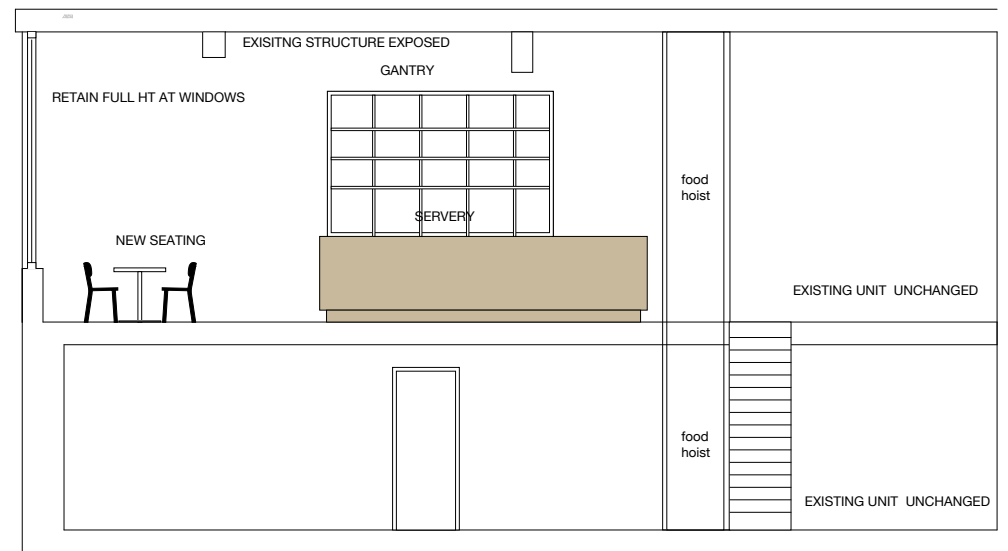 EXISITNG STRUCTURE EXPOSED
GANTRY
RETAIN FULL HT AT WINDOWS
food
hoist
SERVERY
NEW SEATING
EXISTING UNIT UNCHANGED
food
hoist
EXISTING UNIT UNCHANGED